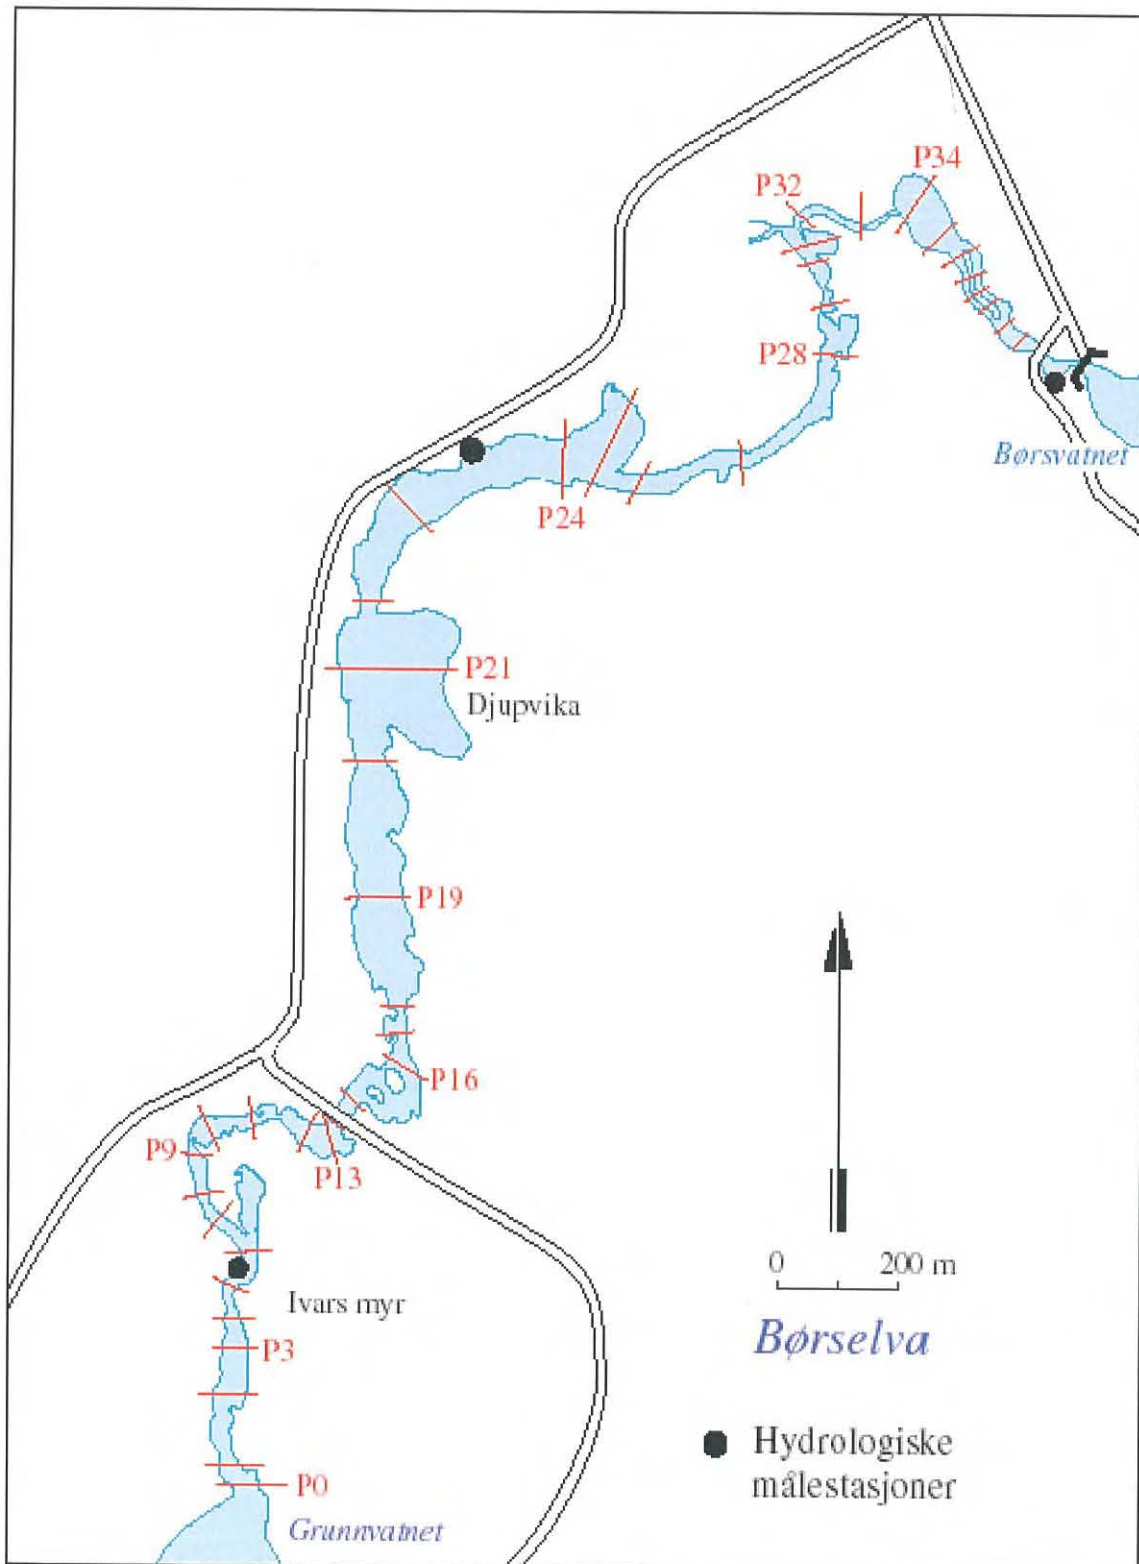 P34
P32
P28
Børsvatnet
P24
P21
Djupvika
P19
P16
P9
P13
0 200 m
Ivars myr
Børselva
P3
Hydrologiske
målestasjoner
P0
Grunnvatnet